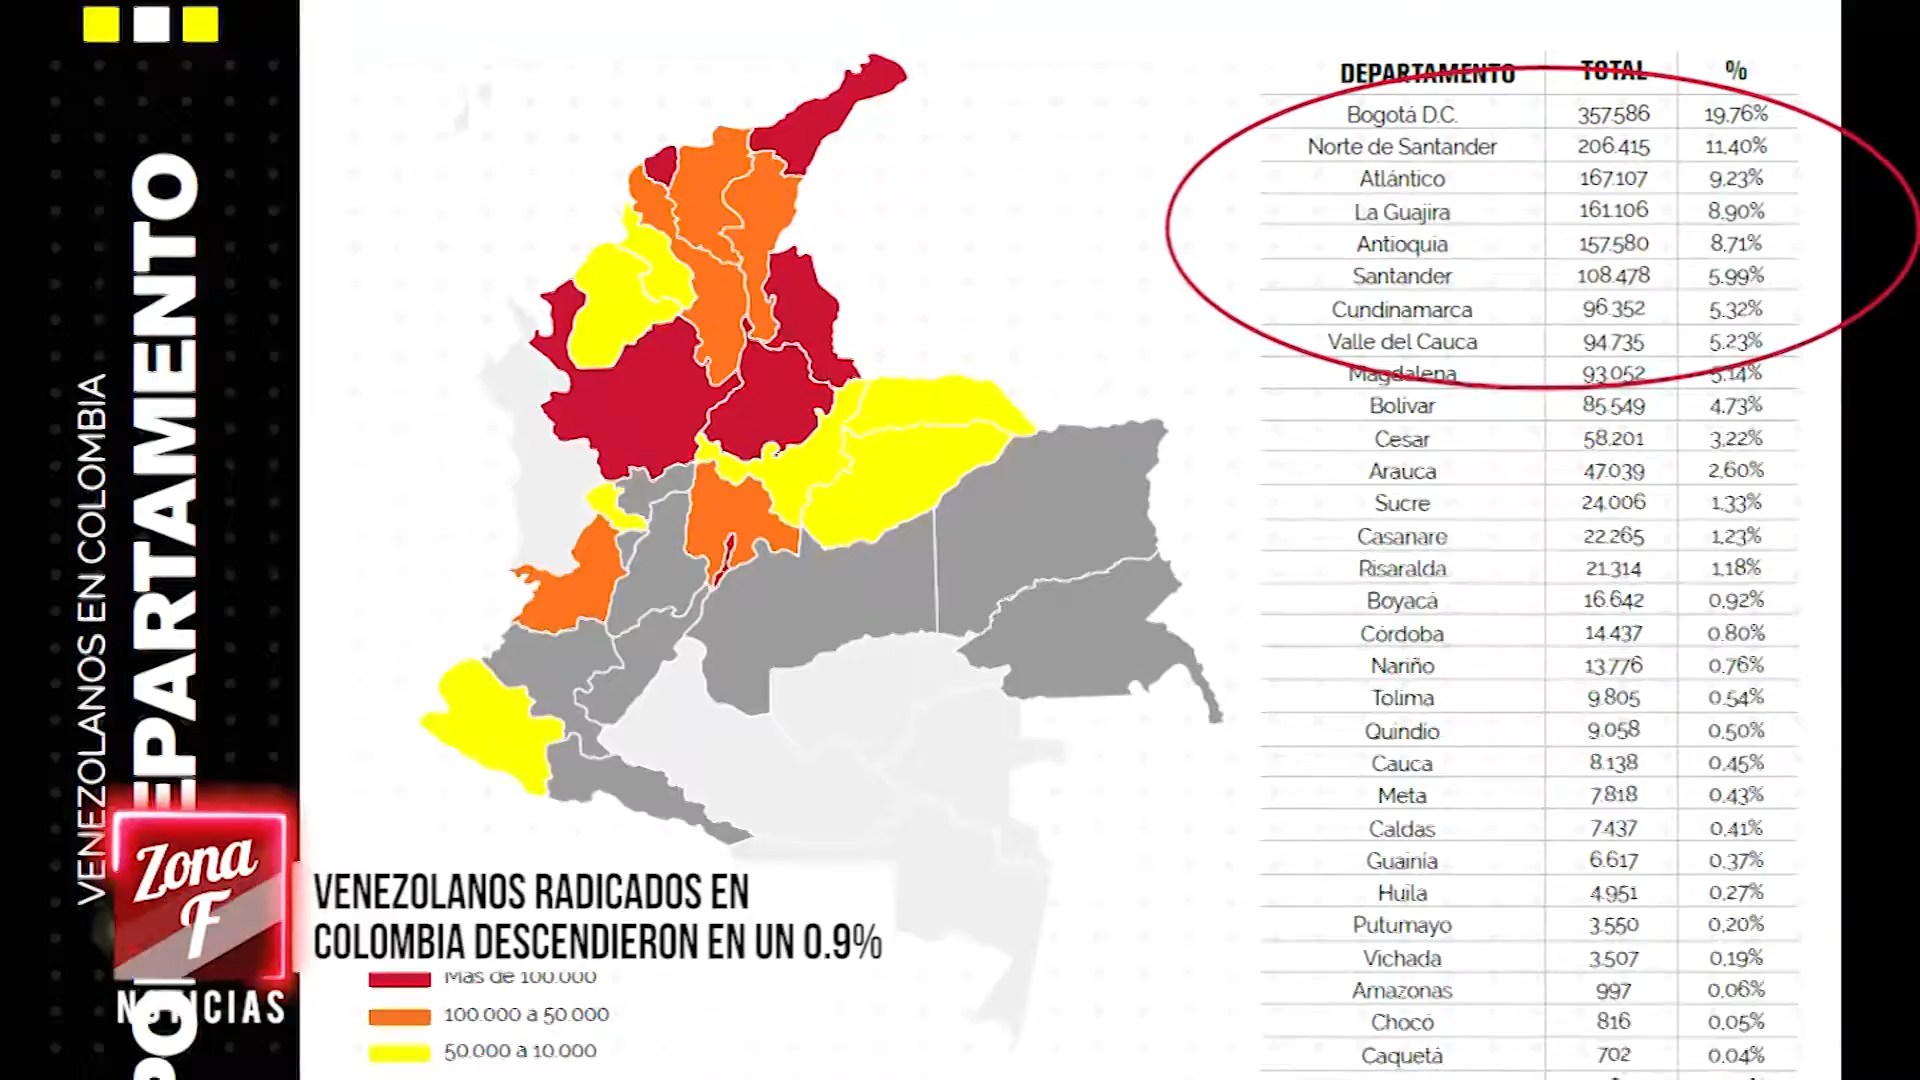 VENEZOLANOS EN COLOMBIA
DEPARTAMENTO
TOTAL
%
Bogotá D.C. 357.586 19.76%
Norte de Santander 206.415 11.40%
Atlántico 167.107 9.23%
La Guajira 161.106 8.90%
Antioquia 157.580 8.71%
Santander 108.478 5.99%
Cundinamarca 96.352 5.32%
Valle del Cauca 94.735 5.23%
Magdalena 93.052 5.14%
Bolívar 85.549 4.73%
Cesar 58.201 3,22%
Arauca 47.039 2.60%
Sucre 24.006 1.33%
Casanare 22.265 1,23%
Risaralda 21.314 1,18%
Boyacá 16.642 0,92%
Córdoba 14.437 0.80%
Nariño 13.776 0,76%
Tolima 9.805 0,54%
Quindio 9.058 0,50%
Cauca 8.138 0,45%
Meta 7.818 0,43%
Caldas 7.437 0,41%
Guainía 6.617 0,37%
Huila 4.951 0,27%
Putumayo 3.550 0,20%
Vichada 3.507 0,19%
Amazonas 997 0,06%
Chocó 816 0,05%
Caquetá 702 0,04%
Zona
F
NOTICIAS
VENEZOLANOS RADICADOS EN
COLOMBIA DESCENDIERON EN UN 0.9%
Más de 100.000
100.000 a 50.000
50.000 a 10.000